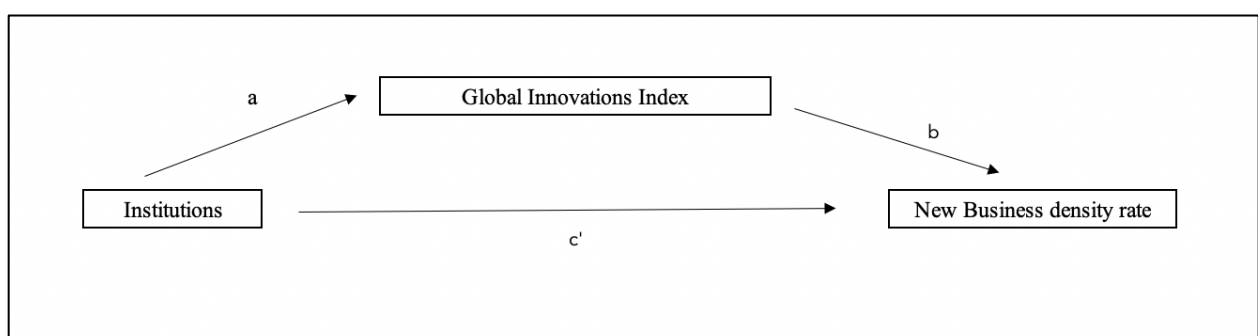 a
Global Innovations Index
b
Institutions
New Business density rate
c'